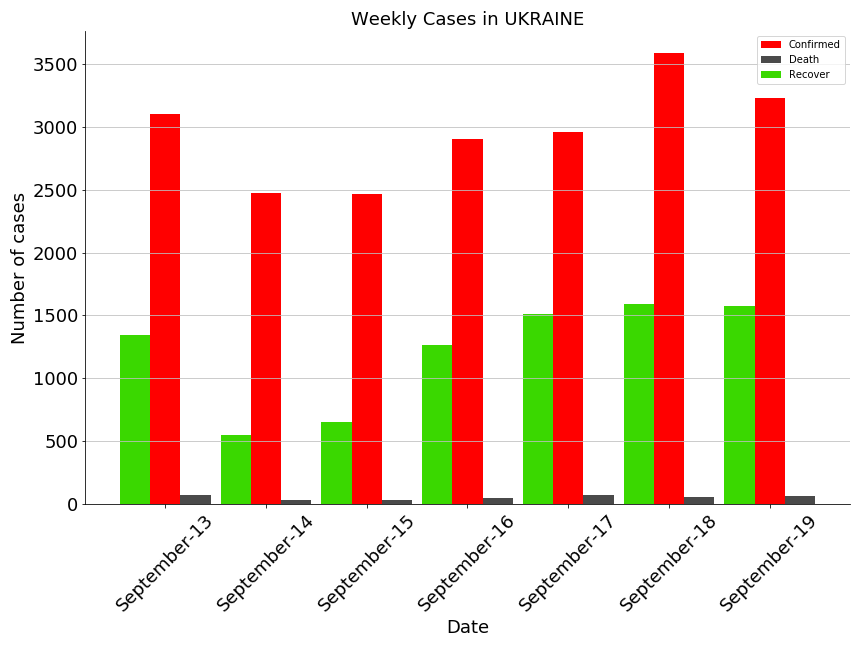 Weekly Cases in UKRAINE
Confirmed
Death
Recover
Number of cases
3500
3000
2500
2000
1500
1000
500
0
September-13
September-14
September-15
September-16
September-17
September-18
September-19
Date